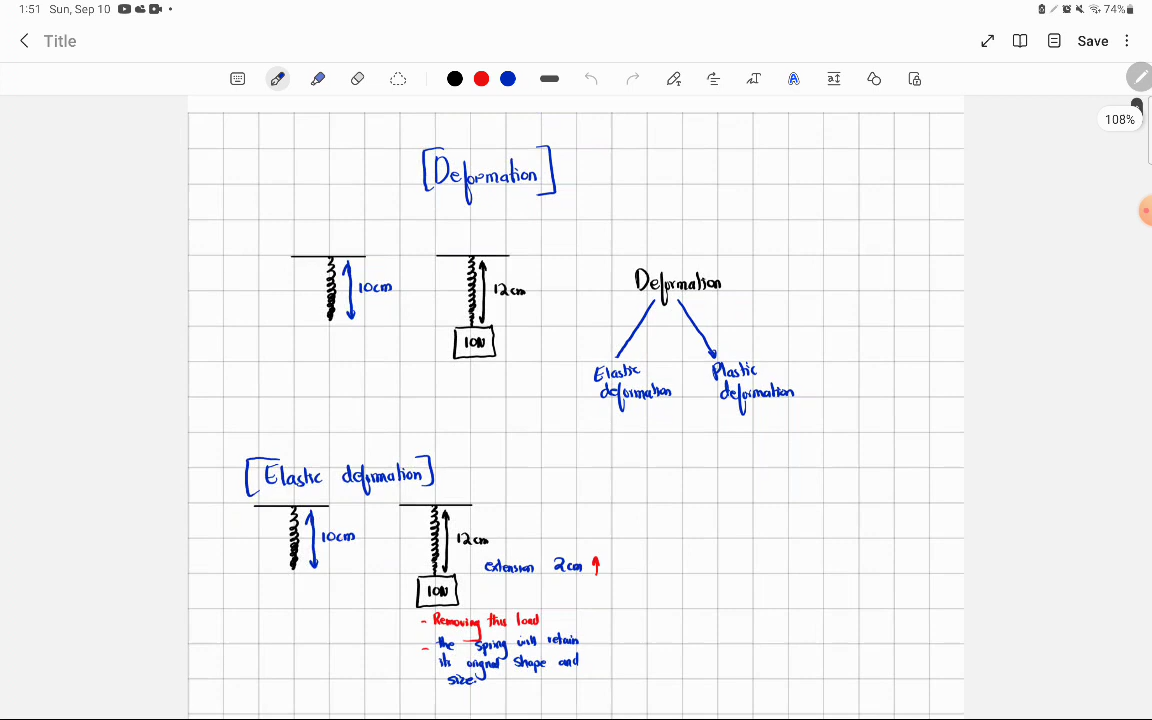 1:51 Sun, Sep 10
74%
Title
Save
108%
[Deformation]
10cm
12cm
10N
Deformation
Elastic
deformation
Plastic
deformation
[Elastic deformation]
10cm
12cm
extension 2cm ↑
10N
- Removing this load
- the spring will retain
its orignal shape and
size.